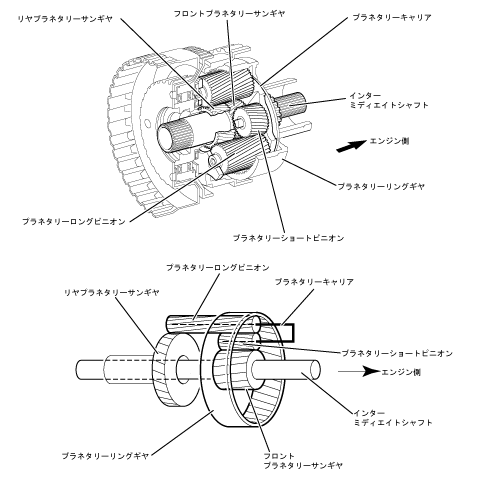 リヤプラネタリーサンギヤ
フロントプラネタリーサンギヤ
プラネタリーキャリア
インター
ミディエイトシャフト
エンジン側
プラネタリーリングギヤ
プラネタリーロングピニオン
プラネタリーショートピニオン
プラネタリーロングピニオン
プラネタリーキャリア
リヤプラネタリーサンギヤ
プラネタリーショートピニオン
エンジン側
インター
ミディエイトシャフト
プラネタリーリングギヤ
フロント
プラネタリーサンギヤ